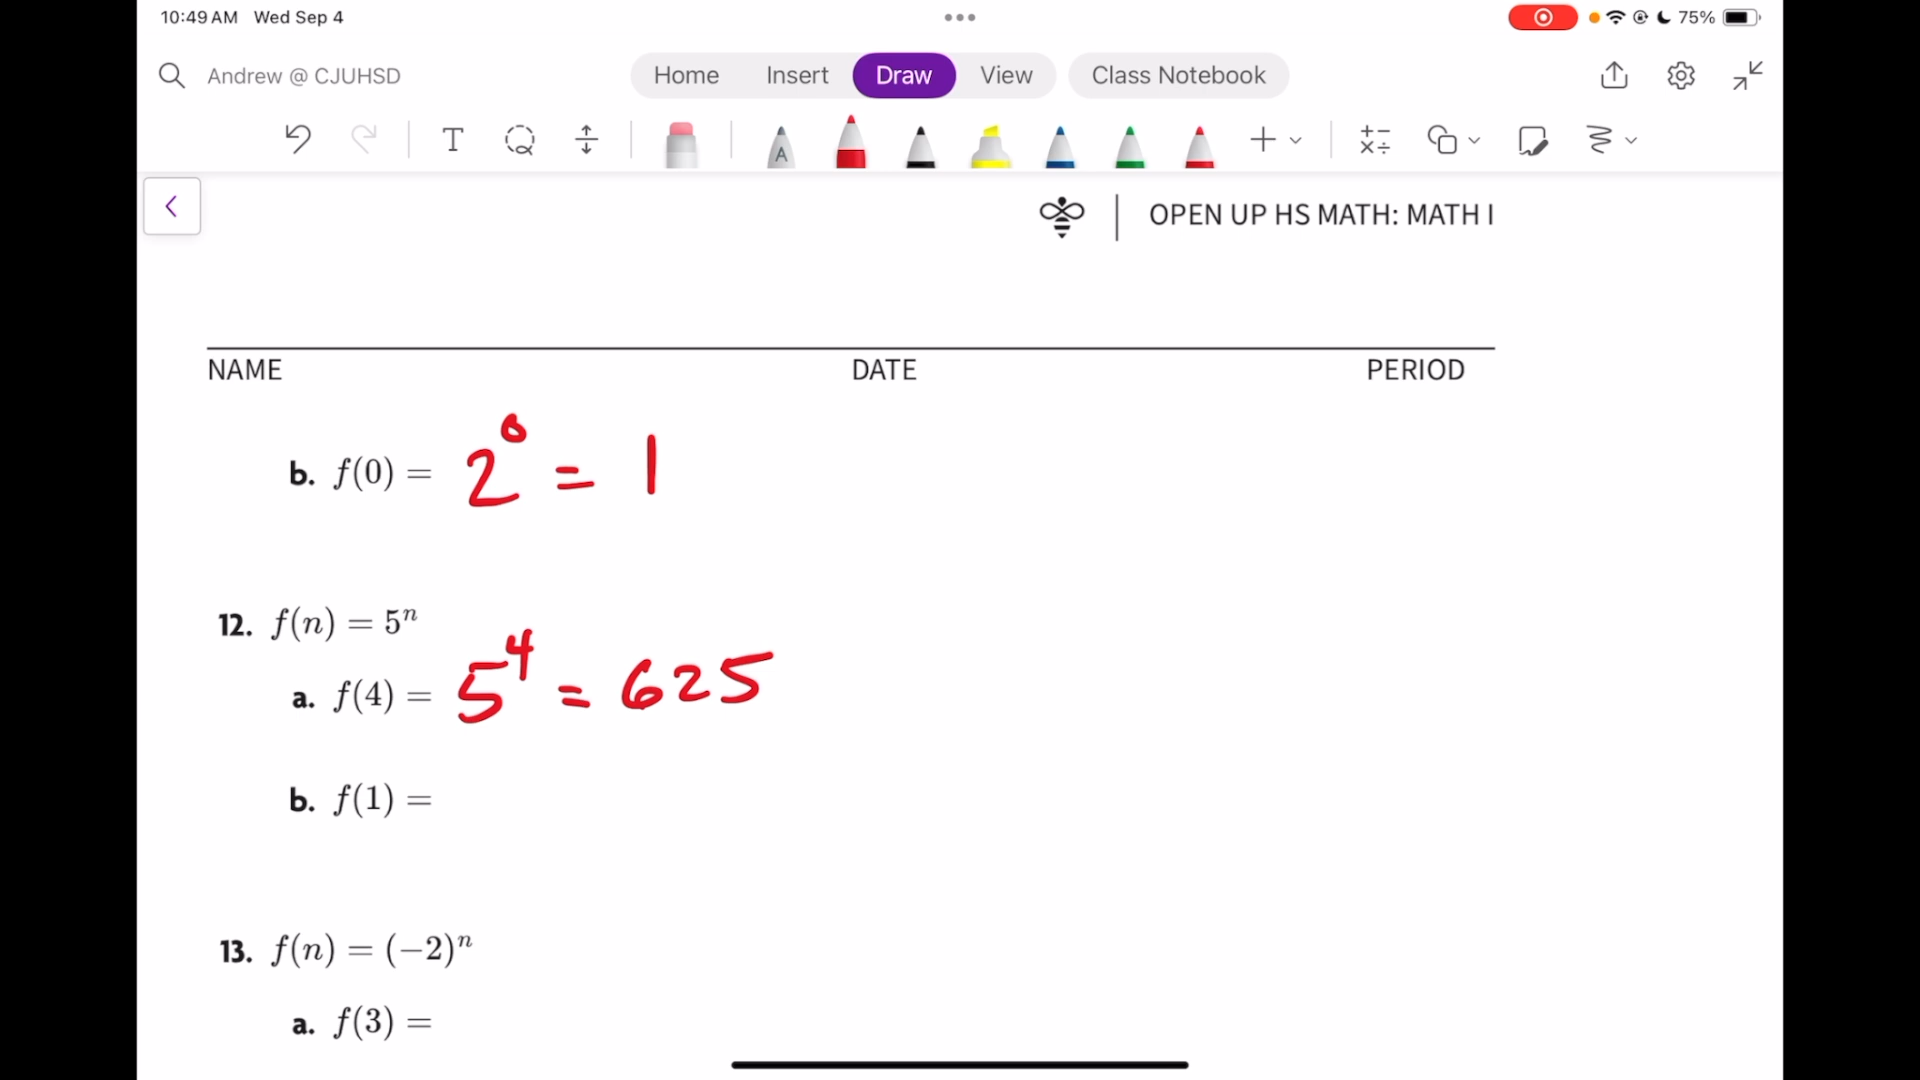 10:49 AM Wed Sep 4
75%
Andrew @ CJUHSD
Home Insert Draw View Class Notebook
T
A
OPEN UP HS MATH: MATH I
NAME DATE PERIOD
b. f(0) = 2⁰ = 1
12. f(n) = 5ⁿ
a. f(4) = 5⁴ = 625
b. f(1) =
13. f(n) = (−2)ⁿ
a. f(3) =